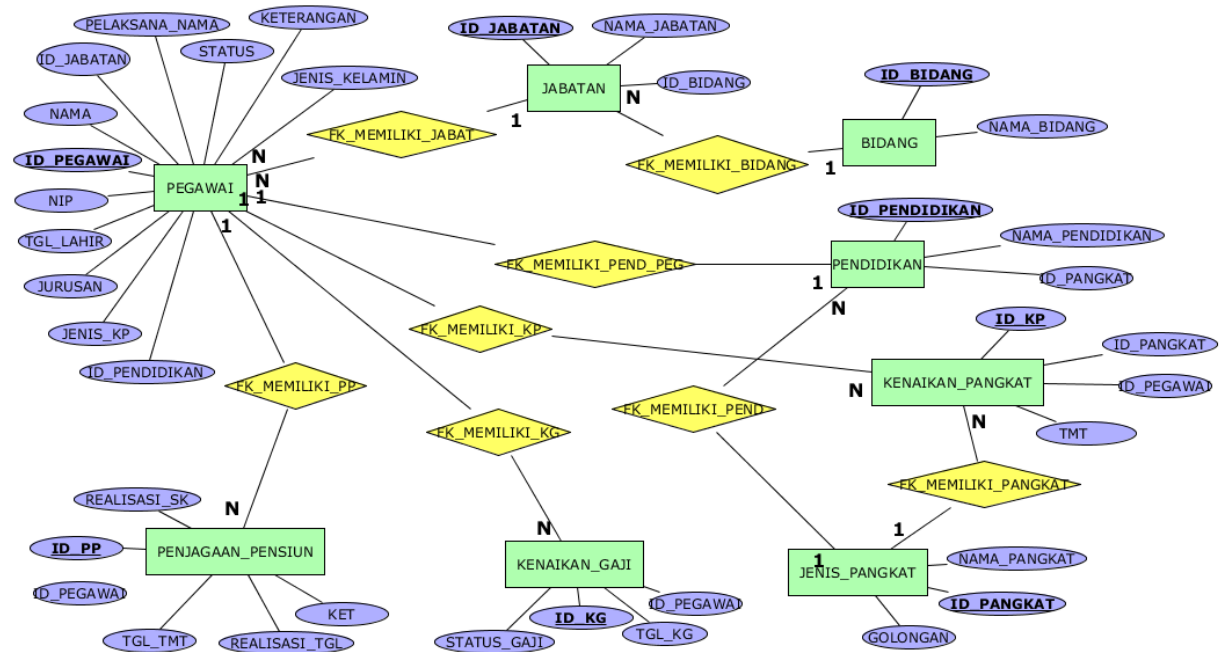 PELAKSANA_NAMA
KETERANGAN
ID_JABATAN
NAMA_JABATAN
STATUS
ID_JABATAN
JENIS_KELAMIN
ID_BIDANG
JABATAN
N
ID_BIDANG
NAMA
FK_MEMILIKI_JABAT
1
NAMA_BIDANG
BIDANG
ID_PEGAWAI
N
FK_MEMILIKI_BIDANG
1
N
PEGAWAI
NIP
1
1
1
ID_PENDIDIKAN
TGL_LAHIR
NAMA_PENDIDIKAN
FK_MEMILIKI_PEND_PEG
PENDIDIKAN
1
ID_PANGKAT
JURUSAN
N
ID_KP
JENIS_KP
FK_MEMILIKI_KP
ID_PANGKAT
ID_PENDIDIKAN
FK_MEMILIKI_PP
KENAIKAN_PANGKAT
N
ID_PEGAWAI
FK_MEMILIKI_PEND
N
TMT
FK_MEMILIKI_KG
FK_MEMILIKI_PANGKAT
REALISASI_SK
N
N
1
ID_PP
PENJAGAAN_PENSIUN
KENAIKAN_GAJI
1
JENIS_PANGKAT
NAMA_PANGKAT
ID_PEGAWAI
ID_PEGAWAI
ID_PANGKAT
KET
ID_KG
TGL_TMT
REALISASI_TGL
STATUS_GAJI
TGL_KG
GOLONGAN